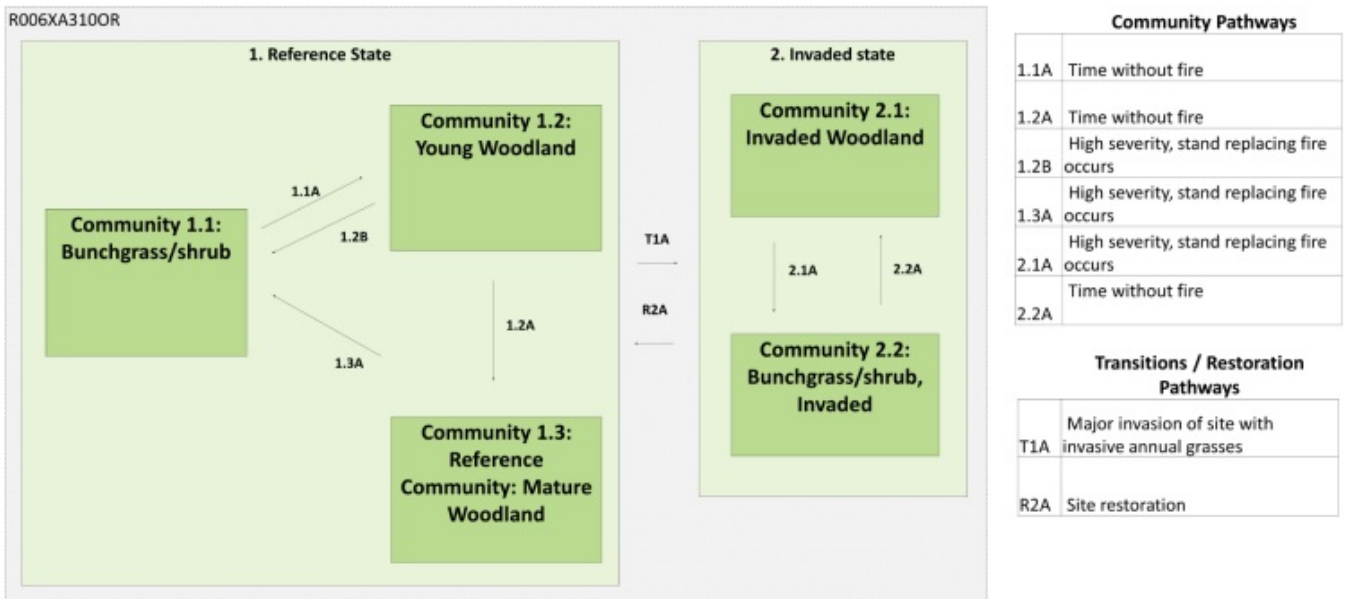 R006XA310OR
1. Reference State
Community 1.2:
Young Woodland
1.1A
1.2B
Community 1.1:
Bunchgrass/shrub
1.2A
1.3A
Community 1.3:
Reference
Community: Mature
Woodland
T1A
R2A
2. Invaded state
Community 2.1:
Invaded Woodland
2.1A
2.2A
Community 2.2:
Bunchgrass/shrub,
Invaded
Community Pathways
1.1A Time without fire
1.2A Time without fire
High severity, stand replacing fire
1.2B occurs
High severity, stand replacing fire
1.3A occurs
High severity, stand replacing fire
2.1A occurs
Time without fire
2.2A
Transitions / Restoration
Pathways
Major invasion of site with
T1A invasive annual grasses
R2A Site restoration